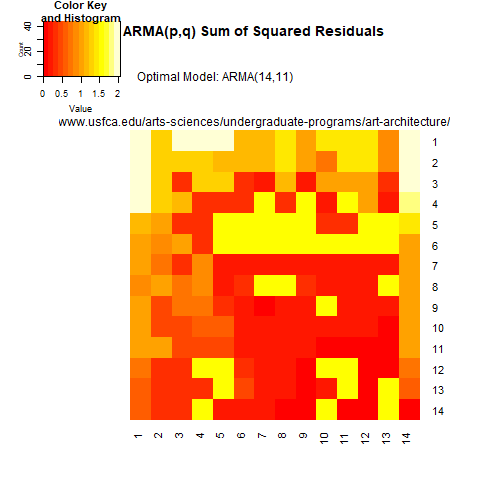 Color Key
and Histogram
Count
0 20 40
0 0.5 1 1.5 2
Value
ARMA(p,q) Sum of Squared Residuals
Optimal Model: ARMA(14,11)
www.usfca.edu/arts-sciences/undergraduate-programs/art-architecture/
1
2
3
4
5
6
7
8
9
10
11
12
13
14
1 2 3 4 5 6 7 8 9 10 11 12 13 14